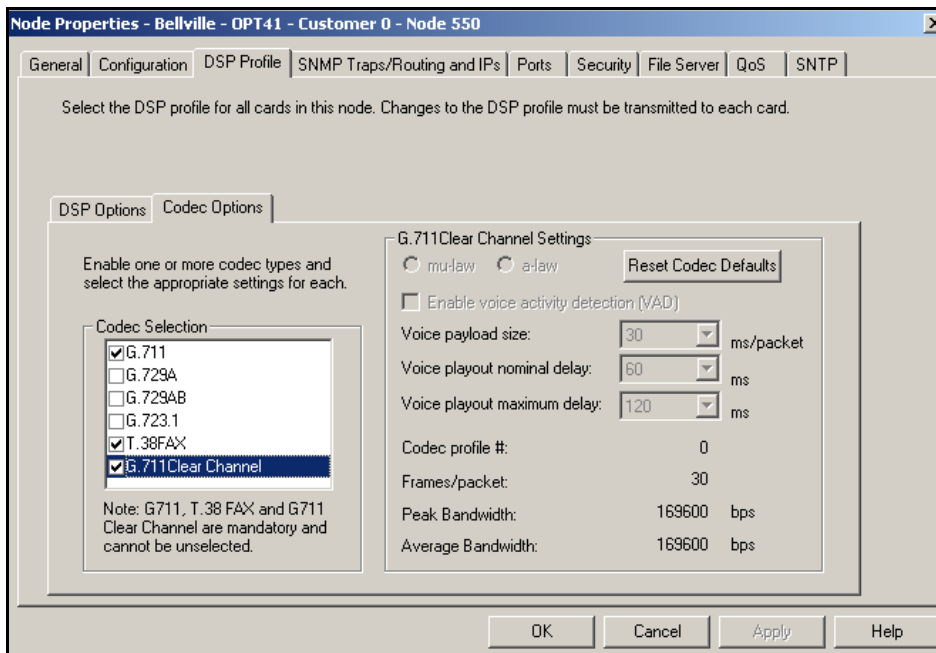 Node Properties - Bellville - OPT41 - Customer 0 - Node 550
General Configuration DSP Profile SNMP Traps/Routing and IPs Ports Security File Server QoS SNTP
Select the DSP profile for all cards in this node. Changes to the DSP profile must be transmitted to each card.
DSP Options Codec Options
Enable one or more codec types and
select the appropriate settings for each.
Codec Selection
G.711
G.729A
G.729AB
G.723.1
T.38FAX
G.711Clear Channel
Note: G711, T.38 FAX and G711
Clear Channel are mandatory and
cannot be unselected.
G.711Clear Channel Settings
mu-law a-law Reset Codec Defaults
Enable voice activity detection (VAD)
Voice payload size: 30 ms/packet
Voice playout nominal delay: 60 ms
Voice playout maximum delay: 120 ms
Codec profile #: 0
Frames/packet: 30
Peak Bandwidth: 169600 bps
Average Bandwidth: 169600 bps
OK Cancel Apply Help